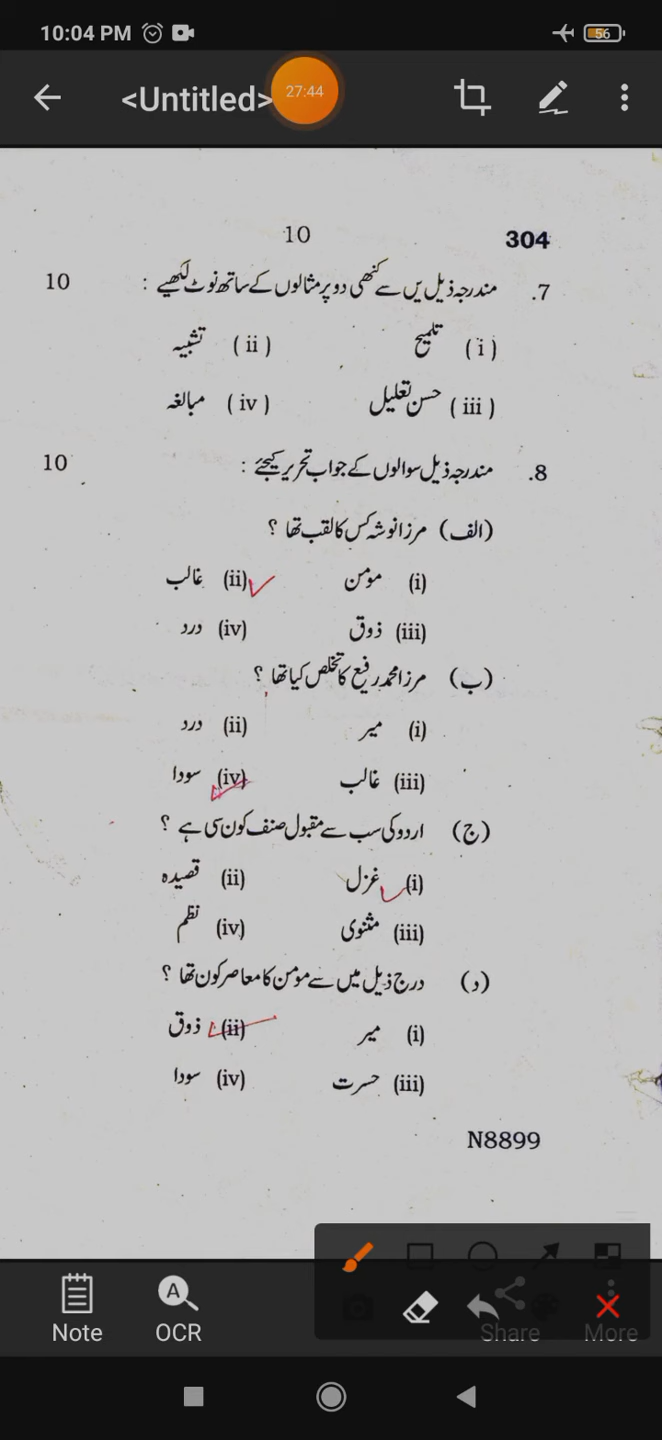 10:04 PM 56
<Untitled> 27:44
10 304
7. مندرجہ ذیل یں سے کنھی دو پر مثالوں کے ساتھ نوٹ لکھیے : 10
(i) تلمیح (ii) تشبیہ
(iii) حسن تعلیل (iv) مبالغہ
8. مندرجہ ذیل سوالوں کے جواب تحریر کیجئے : 10
(الف) مرزا نوشہ کس کا لقب تھا ؟
(i) مومن (ii) غالب
(iii) ذوق (iv) درد
(ب) مرزا محمد رفیع کا تخلص کیا تھا ؟
(i) میر (ii) درد
(iii) غالب (iv) سودا
(ج) اردو کی سب سے مقبول صنف کون سی ہے ؟
(i) غزل (ii) قصیدہ
(iii) مثنوی (iv) نظم
(د) درج ذیل میں سے مومن کا معاصر کون تھا ؟
(i) میر (ii) ذوق
(iii) حسرت (iv) سودا
N8899
Note OCR Share More